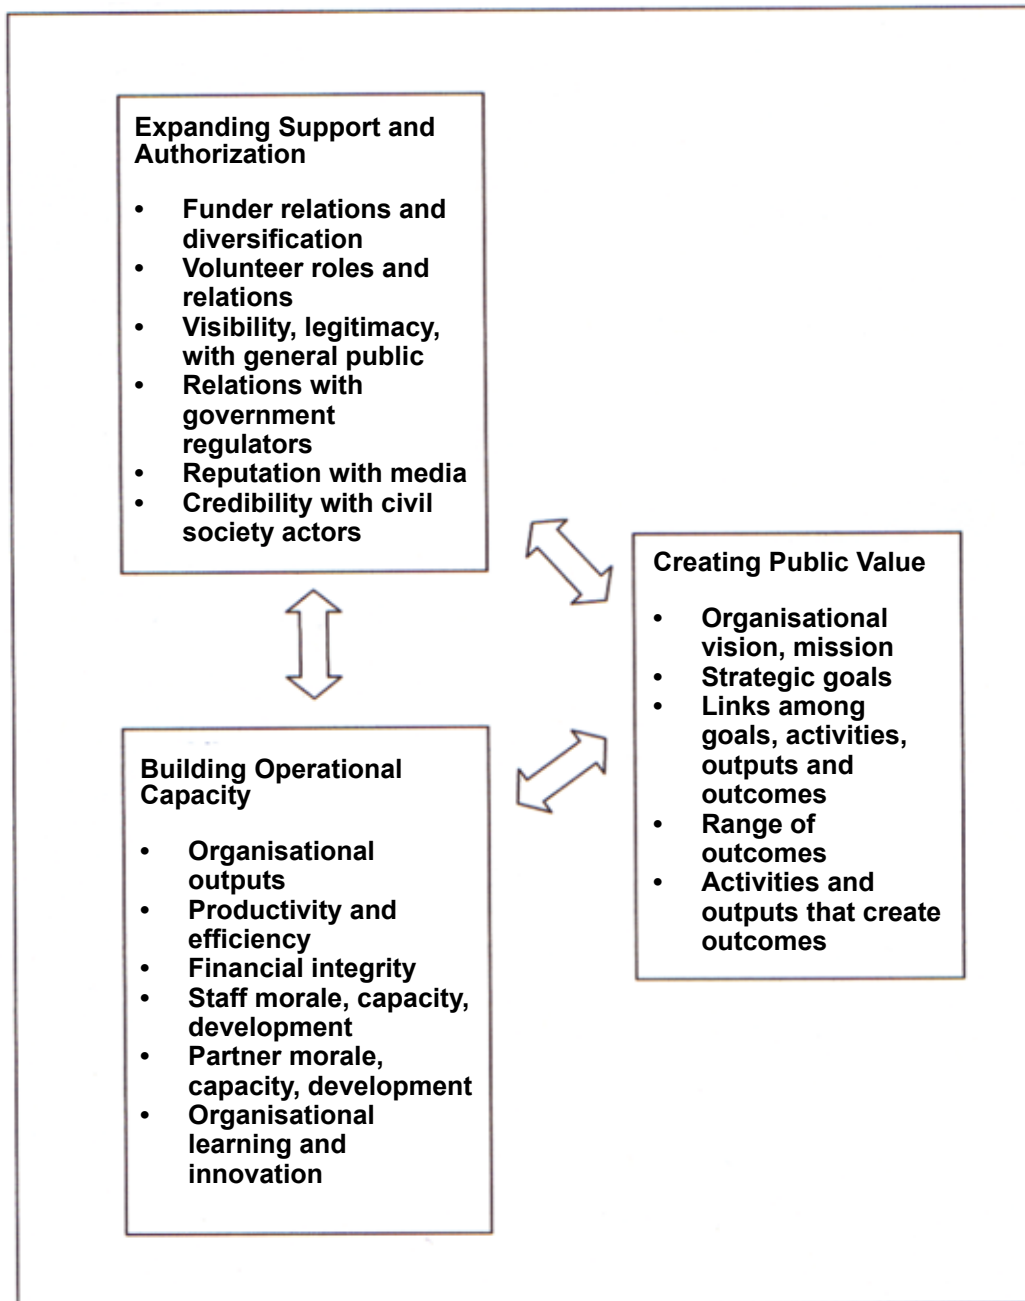 Expanding Support and
Authorization
• Funder relations and
diversification
• Volunteer roles and
relations
• Visibility, legitimacy,
with general public
• Relations with
government
regulators
• Reputation with media
• Credibility with civil
society actors
Creating Public Value
• Organisational
vision, mission
• Strategic goals
• Links among
goals, activities,
outputs and
outcomes
• Range of
outcomes
• Activities and
outputs that create
outcomes
Building Operational
Capacity
• Organisational
outputs
• Productivity and
efficiency
• Financial integrity
• Staff morale, capacity,
development
• Partner morale,
capacity, development
• Organisational
learning and
innovation